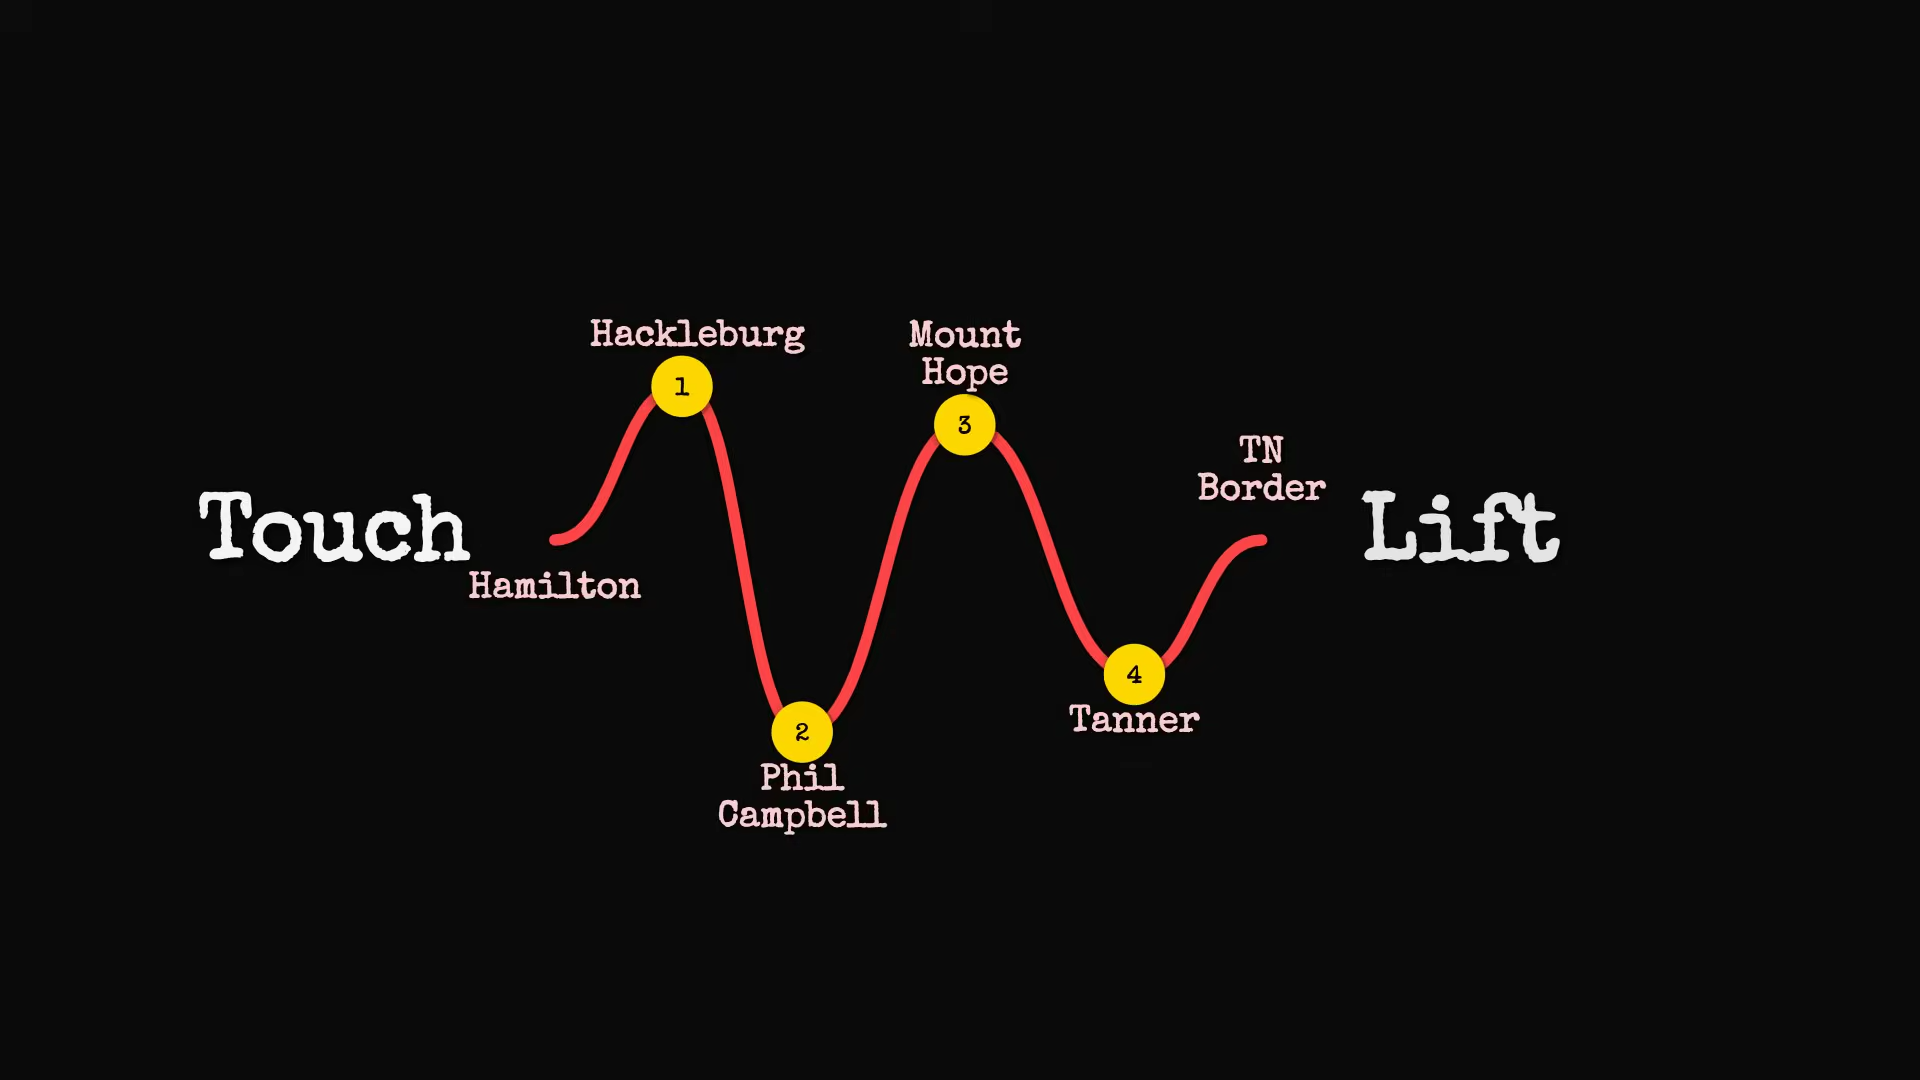 Touch
Hamilton
Hackleburg
1
2
Phil
Campbell
Mount
Hope
3
4
Tanner
TN
Border
Lift